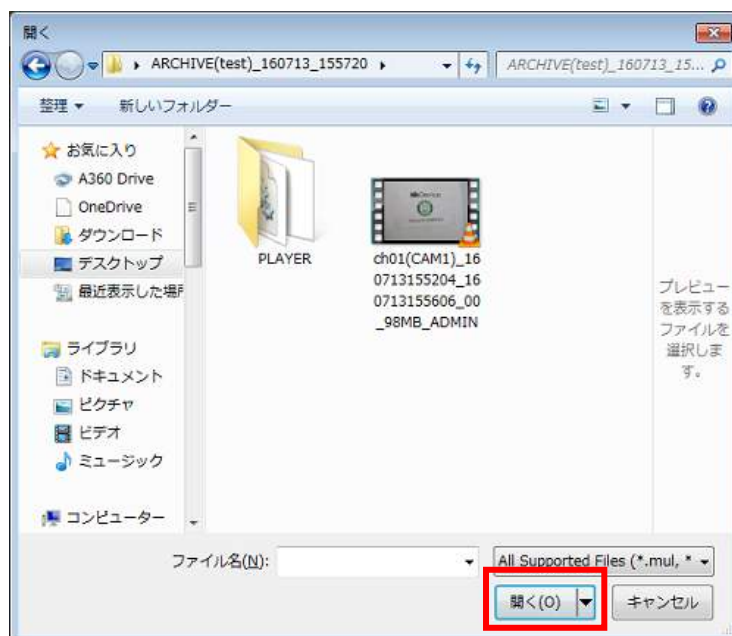 開く
ARCHIVE(test)_160713_155720
ARCHIVE(test)_160713_15...
整理
新しいフォルダー
お気に入り
A360 Drive
OneDrive
ダウンロード
デスクトップ
最近表示した場所
ライブラリ
ドキュメント
ピクチャ
ビデオ
ミュージック
コンピューター
PLAYER
ch01(CAM1)_16
0713155204_16
0713155606_00
_98MB_ADMIN
プレビュー
を表示する
ファイルを
選択しま
す。
ファイル名(N):
All Supported Files (*.mul, *
開く(O)
キャンセル